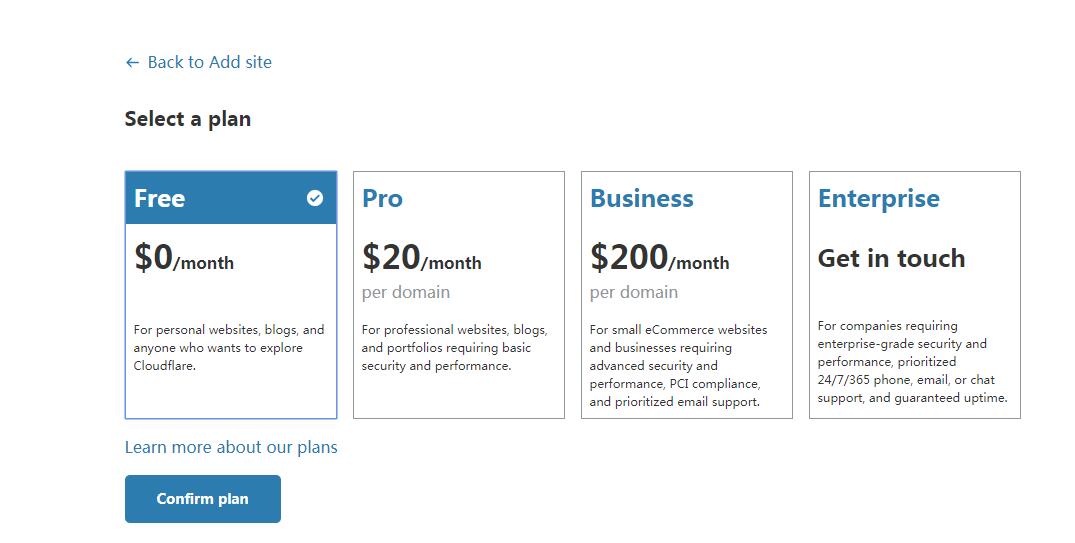 ← Back to Add site
Select a plan
Free
$0/month
For personal websites, blogs, and
anyone who wants to explore
Cloudflare.
Pro
$20/month
per domain
For professional websites, blogs,
and portfolios requiring basic
security and performance.
Business
$200/month
per domain
For small eCommerce websites
and businesses requiring
advanced security and
performance, PCI compliance,
and prioritized email support.
Enterprise
Get in touch
For companies requiring
enterprise-grade security and
performance, prioritized
24/7/365 phone, email, or chat
support, and guaranteed uptime.
Learn more about our plans
Confirm plan